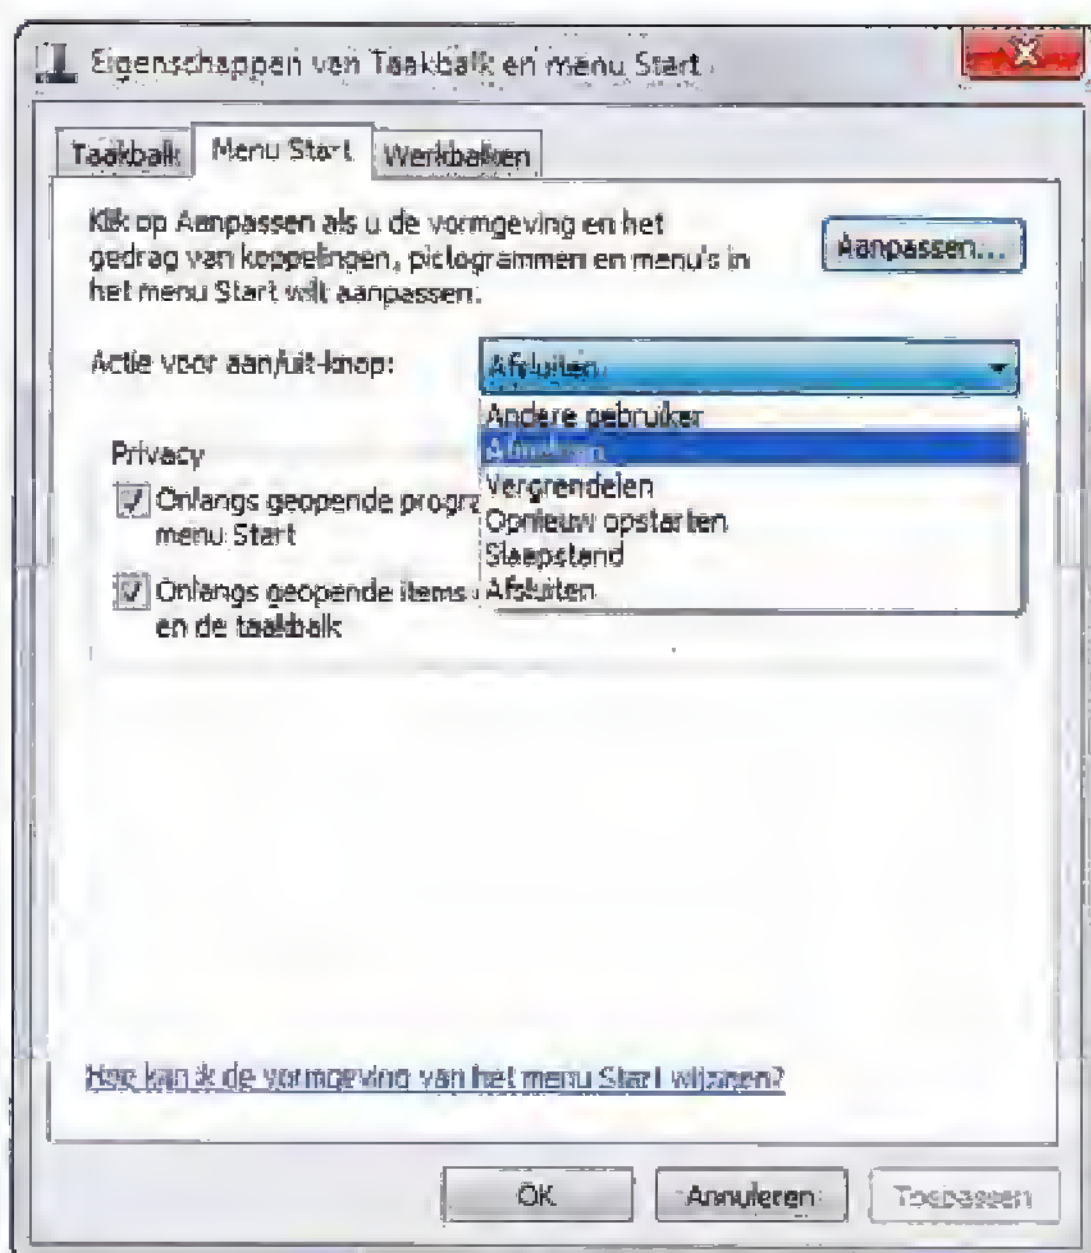 Eigenschappen van Taakbalk en menu Start
Taakbalk
Menu Start
Werkbalken
Klik op Aanpassen als u de vormgeving en het
gedrag van koppelingen, pictogrammen en menu's in
het menu Start wilt aanpassen.
Aanpassen...
Actie voor aan/uit-knop:
Afsluiten
Andere gebruiker
Afmelden
Vergrendelen
Opnieuw opstarten
Slaapstand
Afsluiten
Privacy
Onlangs geopende progra
menu Start
Onlangs geopende items
en de taakbalk
Hoe kan ik de vormgeving van het menu Start wijzigen?
OK
Annuleren
Toepassen